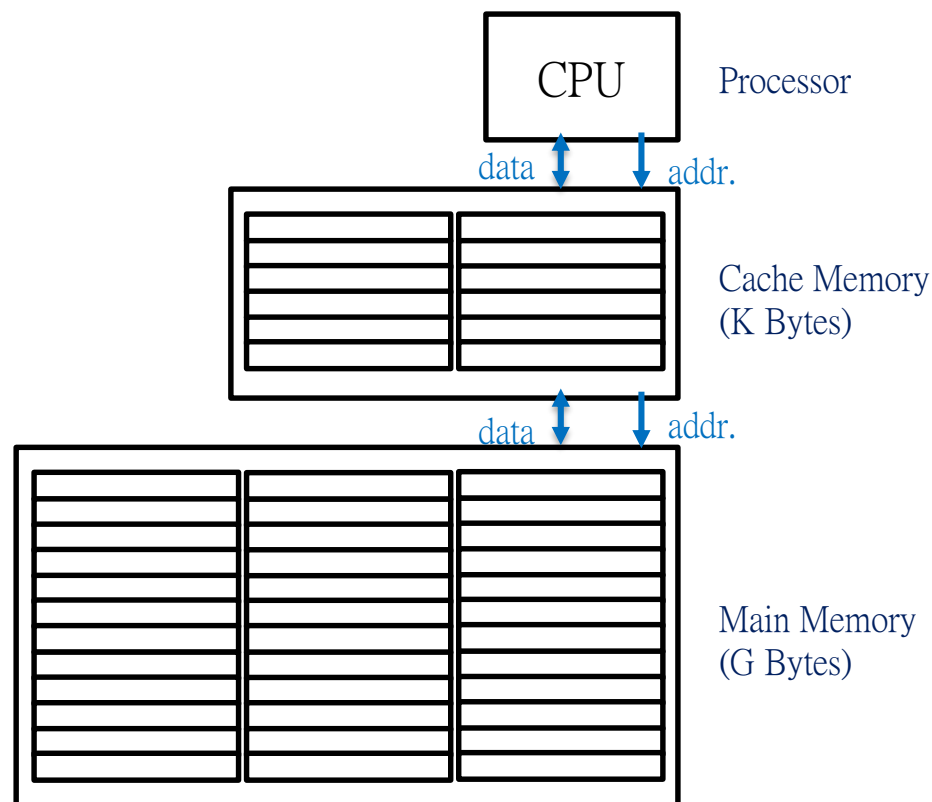 CPU
Processor
data
addr.
Cache Memory
(K Bytes)
data
addr.
Main Memory
(G Bytes)